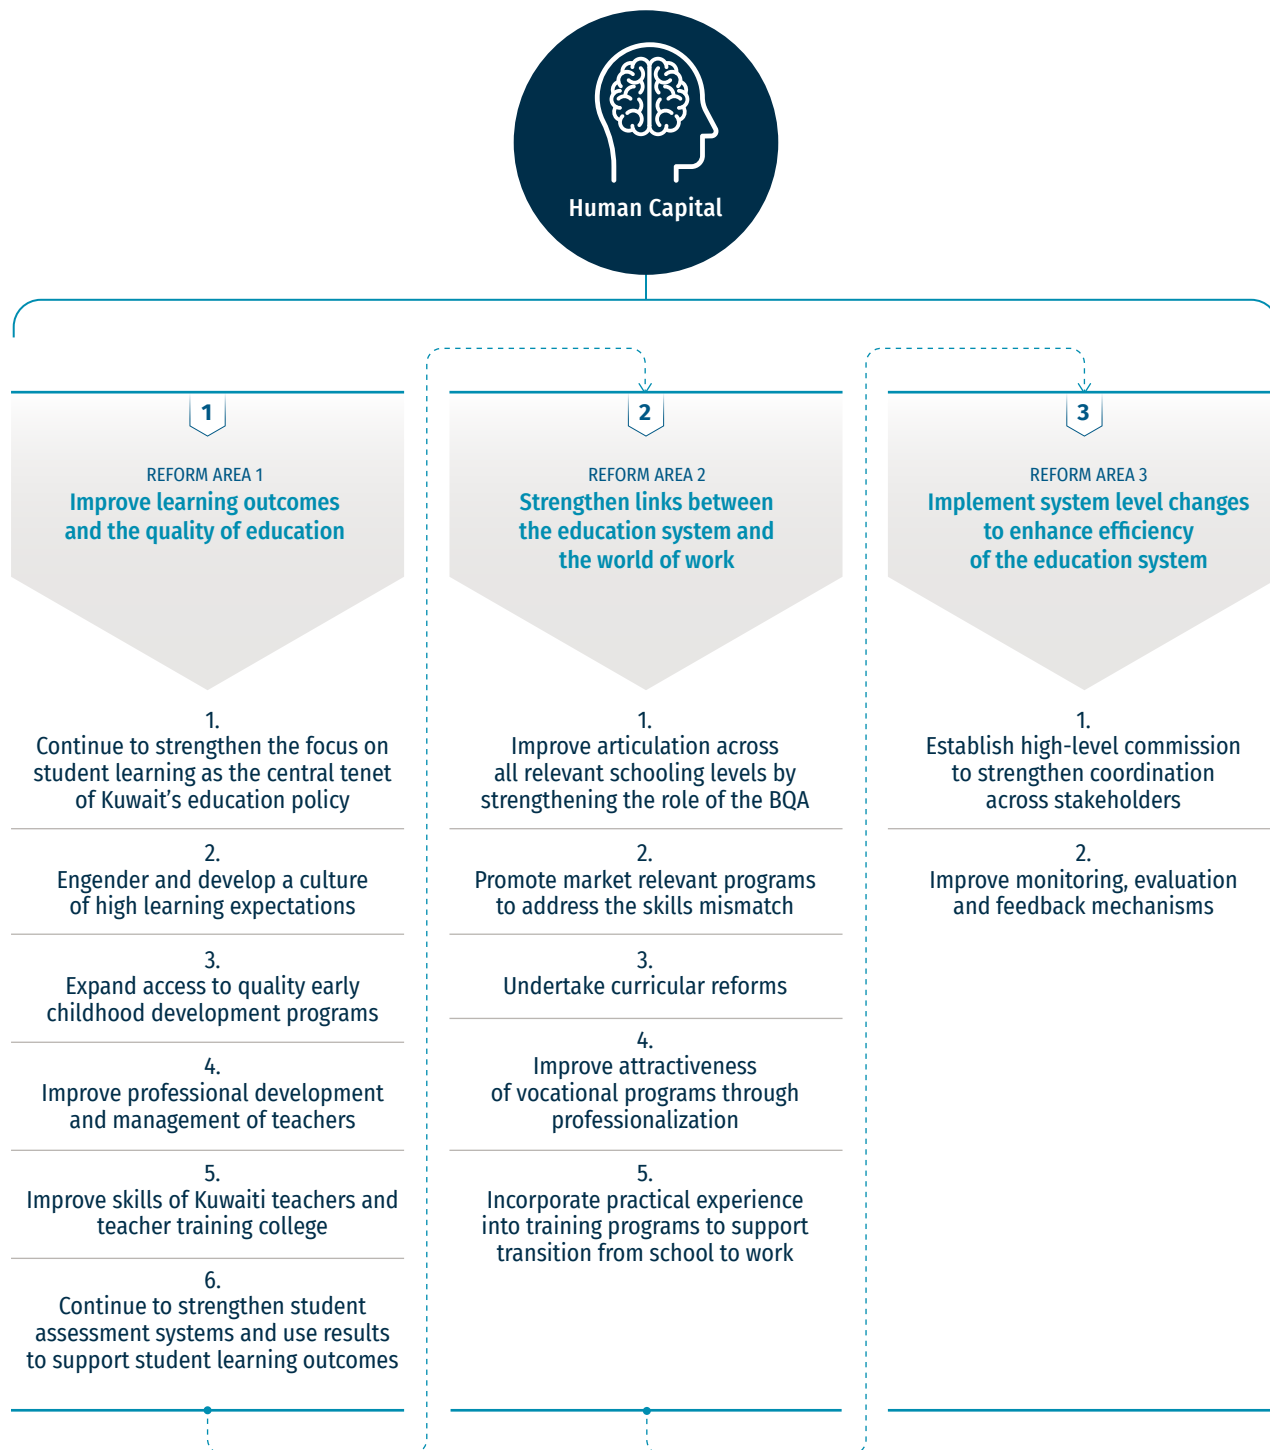 Human Capital
1
REFORM AREA 1
Improve learning outcomes
and the quality of education
1.
Continue to strengthen the focus on
student learning as the central tenet
of Kuwait’s education policy
2.
Engender and develop a culture
of high learning expectations
3.
Expand access to quality early
childhood development programs
4.
Improve professional development
and management of teachers
5.
Improve skills of Kuwaiti teachers and
teacher training college
6.
Continue to strengthen student
assessment systems and use results
to support student learning outcomes
2
REFORM AREA 2
Strengthen links between
the education system and
the world of work
1.
Improve articulation across
all relevant schooling levels by
strengthening the role of the BQA
2.
Promote market relevant programs
to address the skills mismatch
3.
Undertake curricular reforms
4.
Improve attractiveness
of vocational programs through
professionalization
5.
Incorporate practical experience
into training programs to support
transition from school to work
3
REFORM AREA 3
Implement system level changes
to enhance efficiency
of the education system
1.
Establish high-level commission
to strengthen coordination
across stakeholders
2.
Improve monitoring, evaluation
and feedback mechanisms